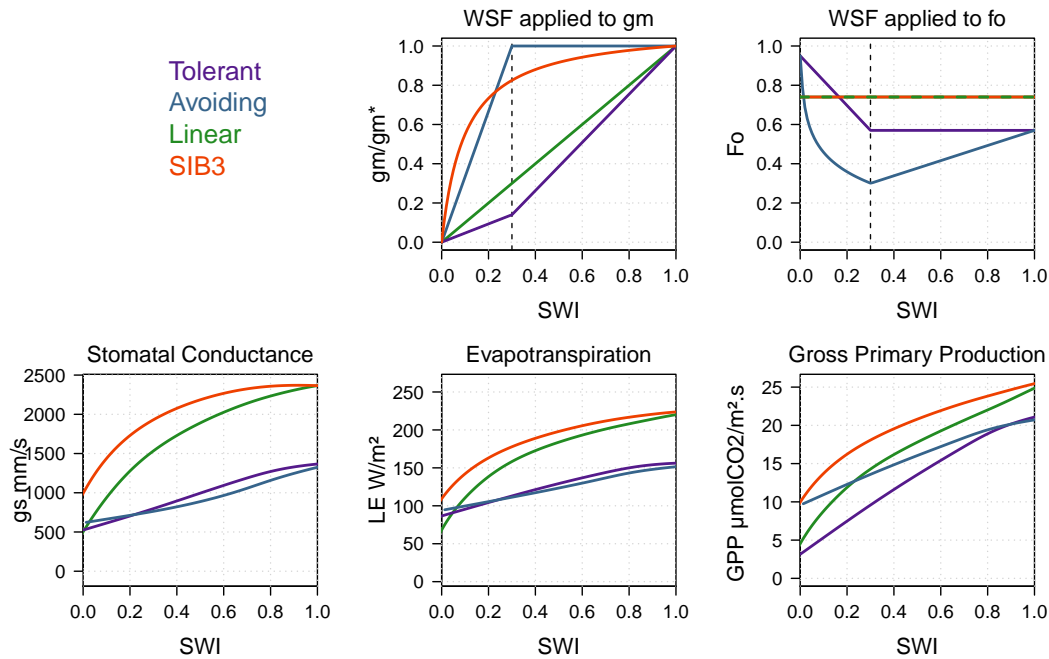 Tolerant
Avoiding
Linear
SIB3
WSF applied to gm
gm/gm*
1.0
0.8
0.6
0.4
0.2
0.0
0.0 0.2 0.4 0.6 0.8 1.0
SWI
WSF applied to fo
Fo
1.0
0.8
0.6
0.4
0.2
0.0
0.0 0.2 0.4 0.6 0.8 1.0
SWI
Stomatal Conductance
gs mm/s
2500
2000
1500
1000
500
0
0.0 0.2 0.4 0.6 0.8 1.0
SWI
Evapotranspiration
LE W/m²
250
200
150
100
50
0
0.0 0.2 0.4 0.6 0.8 1.0
SWI
Gross Primary Production
GPP µmolCO2/m².s
25
20
15
10
5
0
0.0 0.2 0.4 0.6 0.8 1.0
SWI